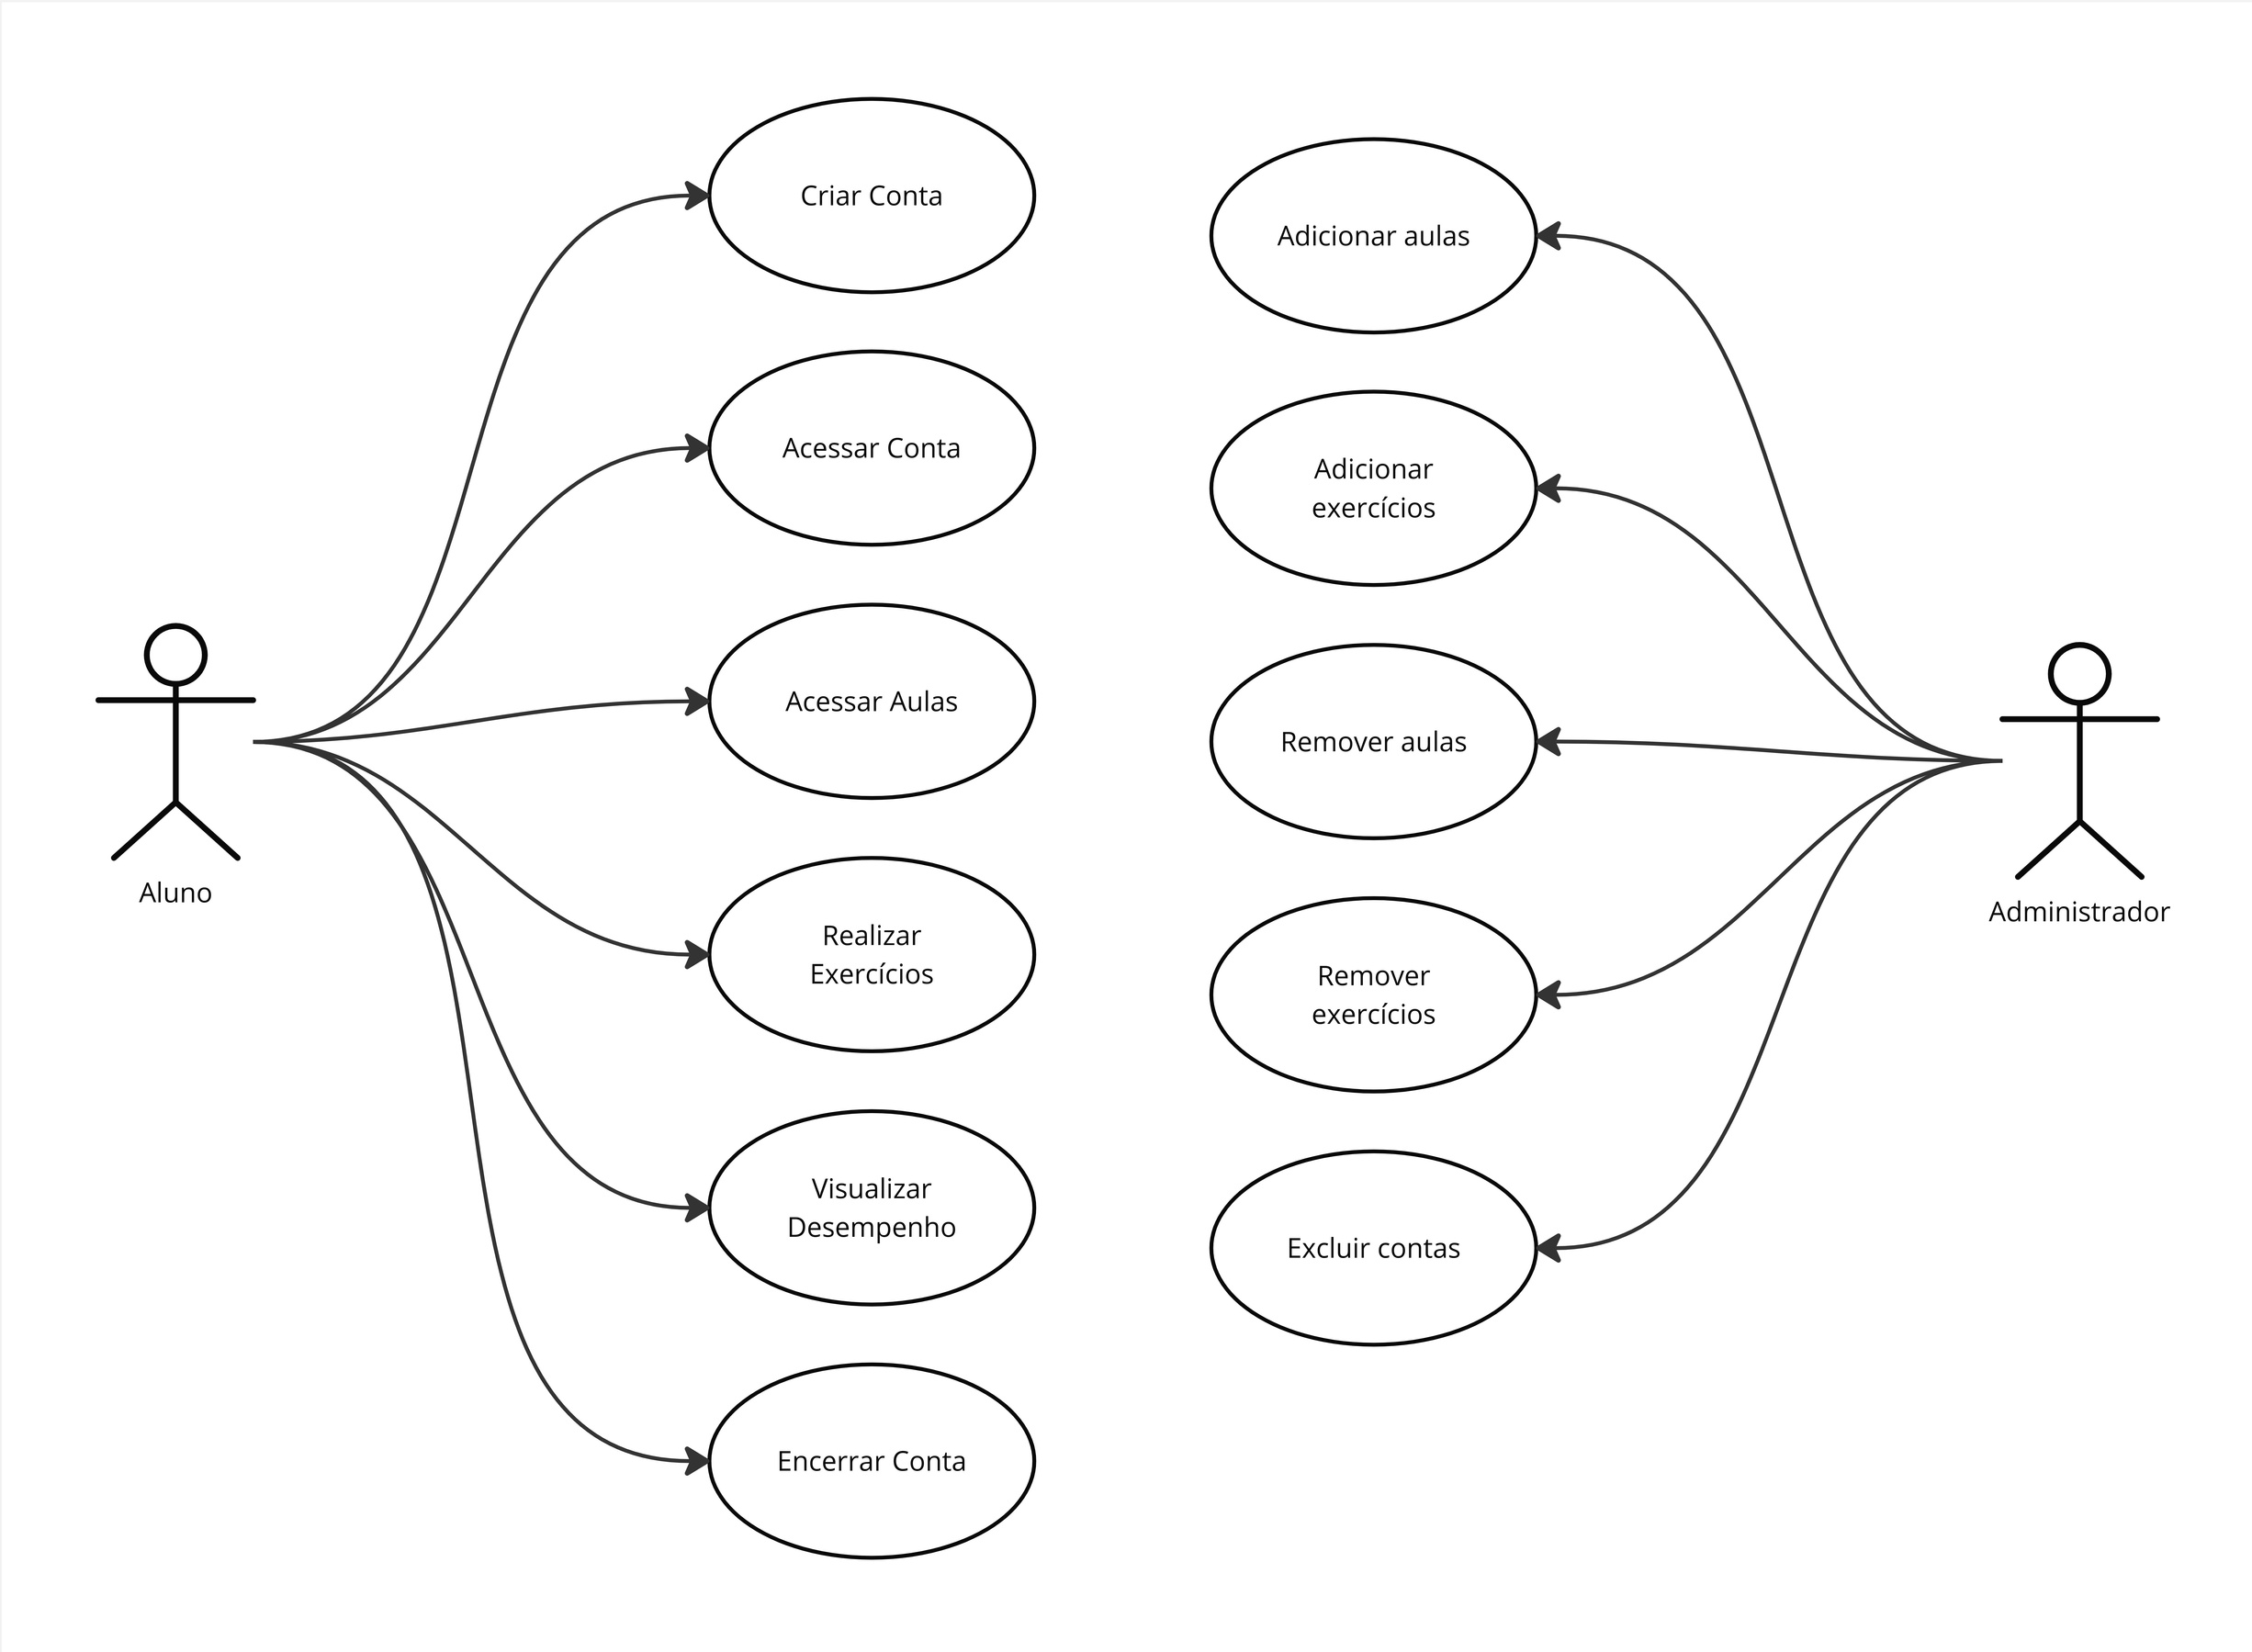 Criar Conta
Acessar Conta
Acessar Aulas
Realizar
Exercícios
Visualizar
Desempenho
Encerrar Conta
Aluno
Adicionar aulas
Adicionar
exercícios
Remover aulas
Remover
exercícios
Excluir contas
Administrador